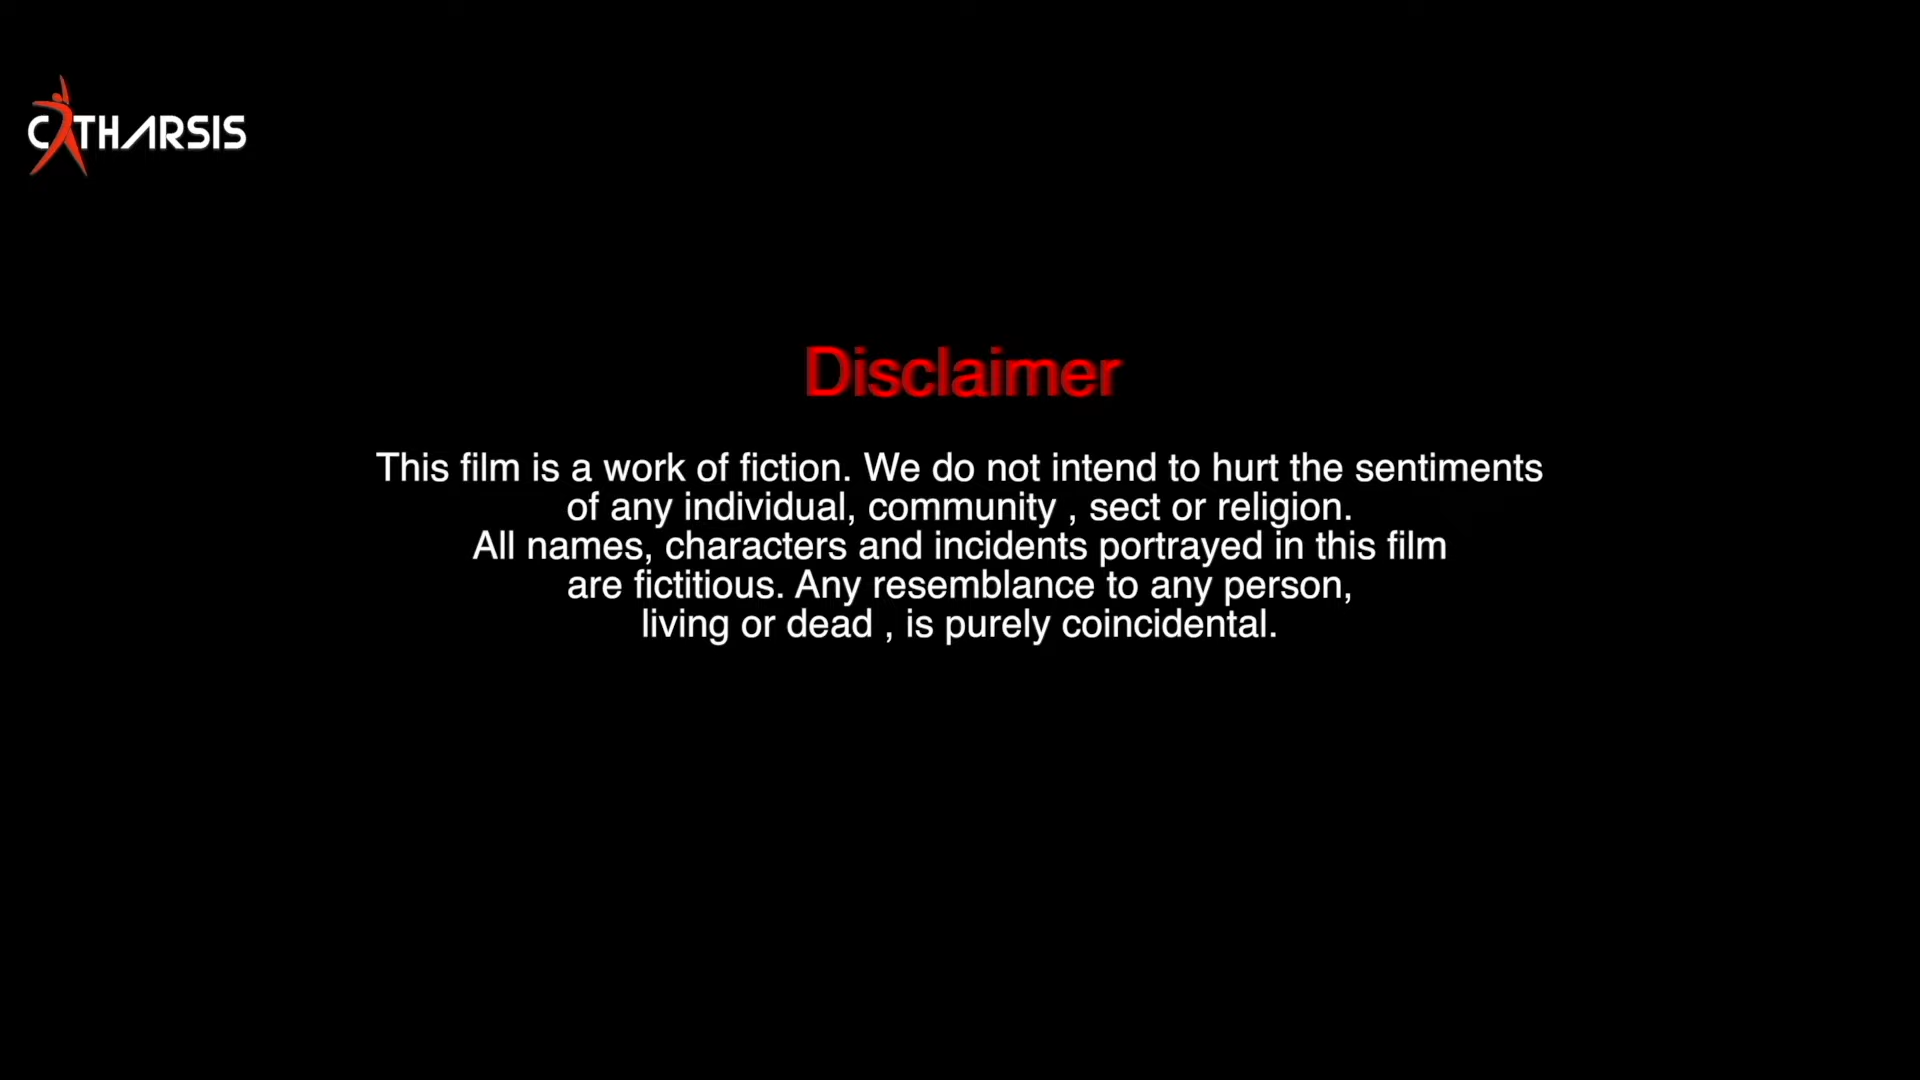 CATHARSIS
Disclaimer
This film is a work of fiction. We do not intend to hurt the sentiments
of any individual, community , sect or religion.
All names, characters and incidents portrayed in this film
are fictitious. Any resemblance to any person,
living or dead , is purely coincidental.